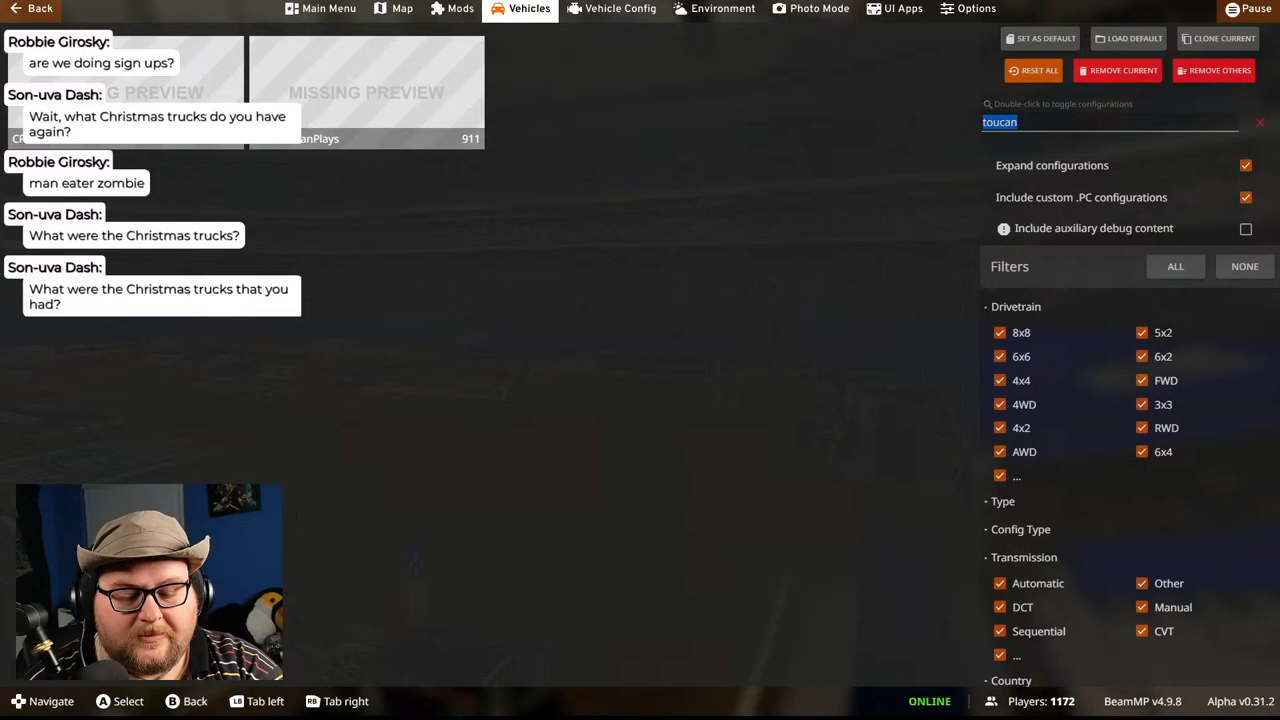 Back
Main Menu
Map
Mods
Vehicles
Vehicle Config
Environment
Photo Mode
UI Apps
Options
Pause
Robbie Girosky:
are we doing sign ups?
Son-uva Dash:
Wait, what Christmas trucks do you have
again?
Robbie Girosky:
man eater zombie
Son-uva Dash:
What were the Christmas trucks?
Son-uva Dash:
What were the Christmas trucks that you
had?
G PREVIEW
MISSING PREVIEW
anPlays
911
SET AS DEFAULT
LOAD DEFAULT
CLONE CURRENT
RESET ALL
REMOVE CURRENT
REMOVE OTHERS
Double-click to toggle configurations
toucan
Expand configurations
Include custom .PC configurations
Include auxiliary debug content
Filters
ALL
NONE
- Drivetrain
8x8
5x2
6x6
6x2
4x4
FWD
4WD
3x3
4x2
RWD
AWD
6x4
...
- Type
- Config Type
- Transmission
Automatic
Other
DCT
Manual
Sequential
CVT
...
- Country
Navigate
A Select
B Back
LB Tab left
RB Tab right
ONLINE
Players: 1172
BeamMP v4.9.8
Alpha v0.31.2